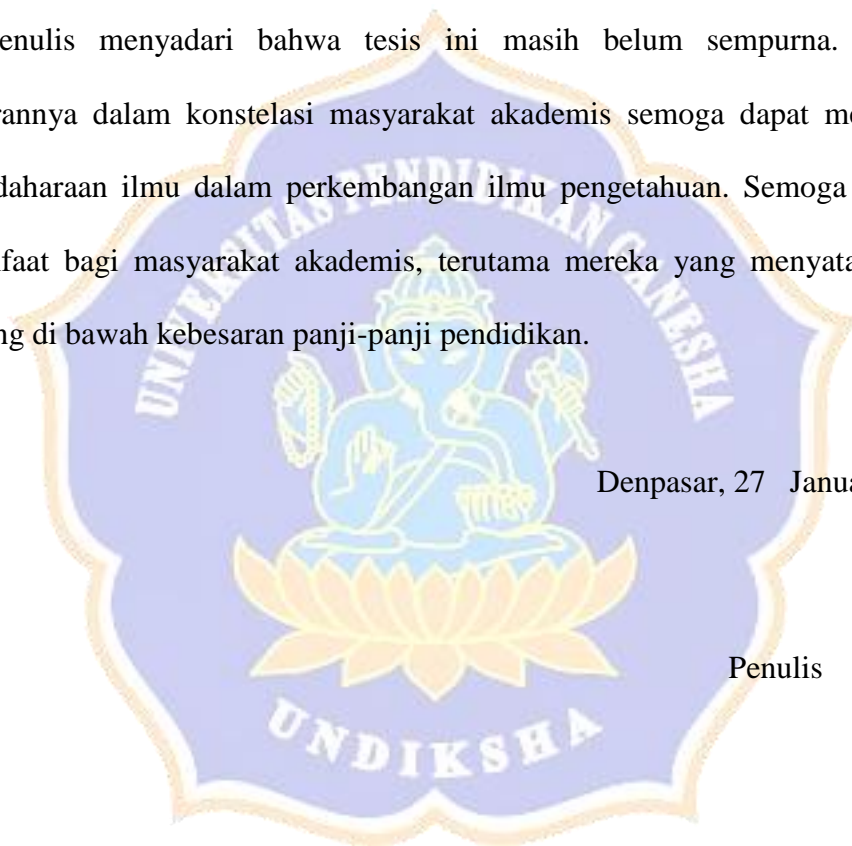 enulis menyadari bahwa tesis ini masih belum sempurna.
rannya dalam konstelasi masyarakat akademis semoga dapat me
daharaan ilmu dalam perkembangan ilmu pengetahuan. Semoga
faat bagi masyarakat akademis, terutama mereka yang menyata
ng di bawah kebesaran panji-panji pendidikan.
UNIVERSITAS PENDIDIKAN GANESHA
Denpasar, 27 Janua
Penulis
UNDIKSHA